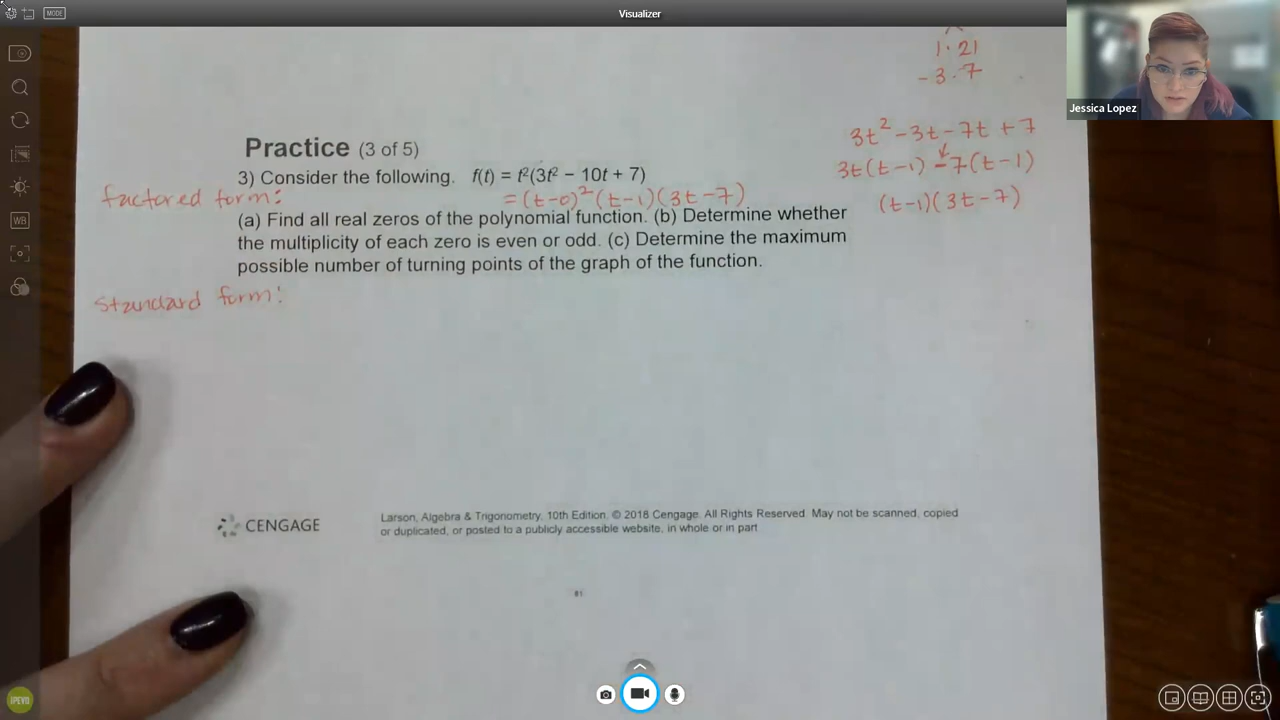 MODE
Visualizer
Jessica Lopez
1·21
-3·7
Practice (3 of 5)
3t² -3t -7t +7
3) Consider the following. f(t) = t²(3t² − 10t + 7)
3t(t-1) -7(t-1)
factored form:
= (t-0)²(t-1)(3t-7)
(t-1)(3t-7)
(a) Find all real zeros of the polynomial function. (b) Determine whether
the multiplicity of each zero is even or odd. (c) Determine the maximum
possible number of turning points of the graph of the function.
Standard form:
CENGAGE
Larson, Algebra & Trigonometry, 10th Edition. © 2018 Cengage. All Rights Reserved. May not be scanned, copied
or duplicated, or posted to a publicly accessible website, in whole or in part
81
WB
IPEVO